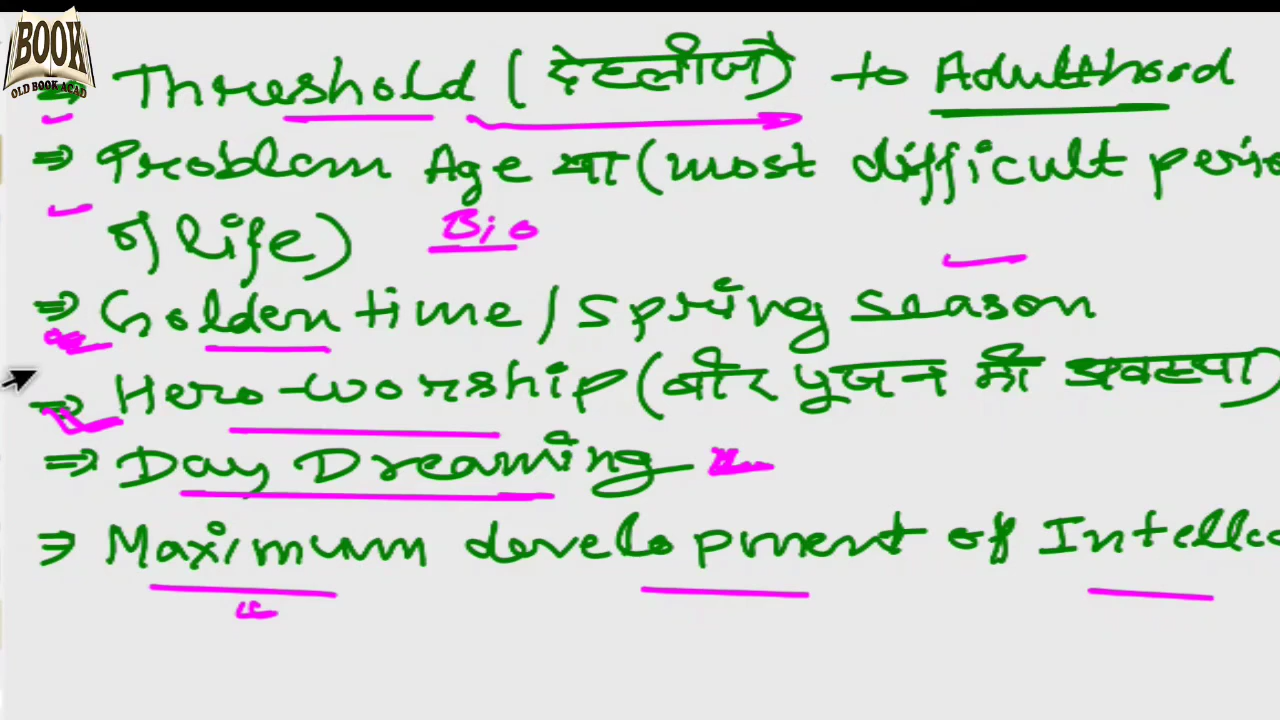 BOOK
OLD BOOK ACAD
⇒ Threshold (देहलीज) to Adulthood
⇒ Problem Age या (most difficult perio
of life)
Bio
⇒ Golden time / Spring season
⇒ Hero-worship (वीर पूजन की अवस्था)
⇒ Day Dreaming
⇒ Maximum development of Intellec